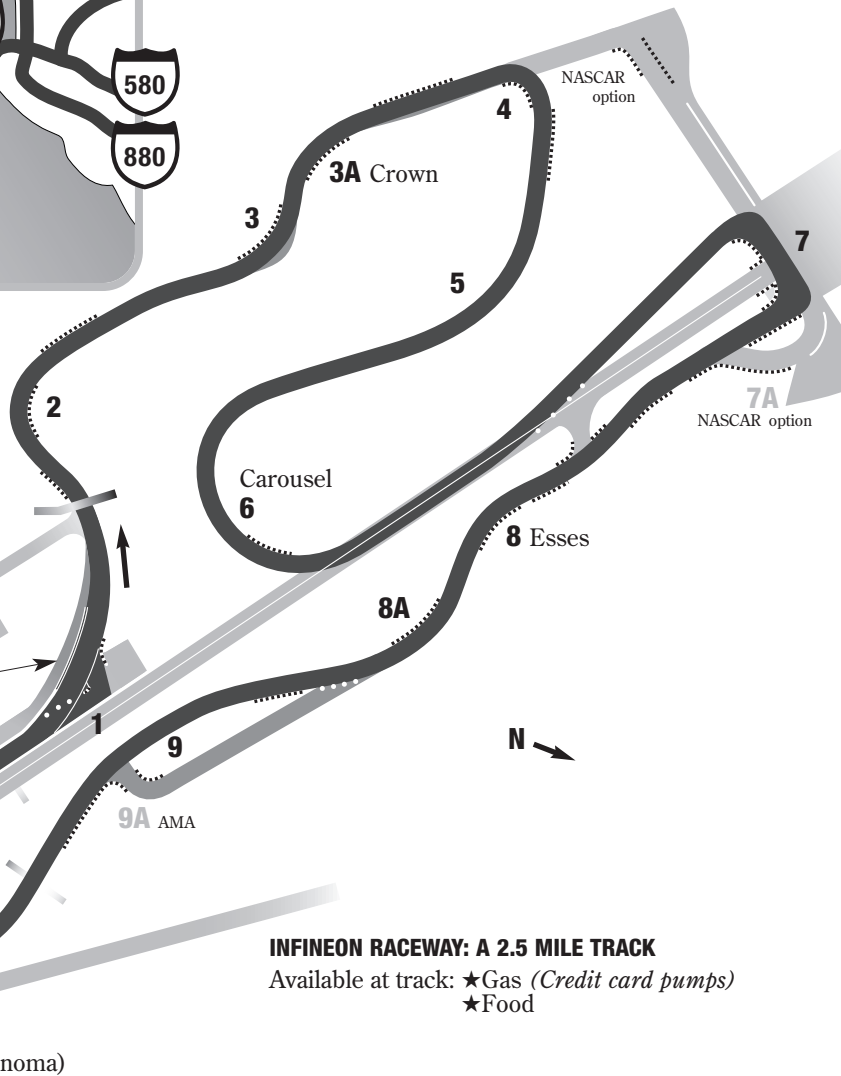 580
880
4
NASCAR
option
3A Crown
3
7
5
2
7A
NASCAR option
Carousel
6
8 Esses
8A
1
9
N
9A AMA
INFINEON RACEWAY: A 2.5 MILE TRACK
Available at track: ★Gas (Credit card pumps)
★Food
noma)